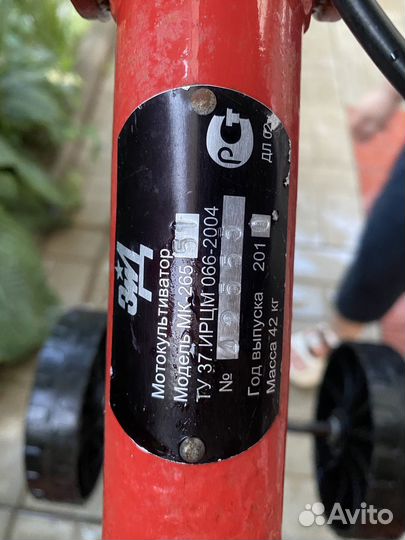 ЗиД
РСТ
ДЛ 02
Мотокультиватор
Модель МК 265
ТУ 37.ИРЦМ 066-2004
№
Год выпуска 201
Масса 42 кг
Avito